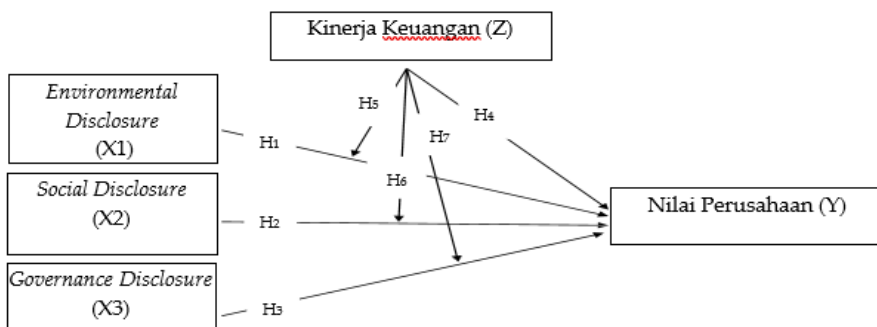 Kinerja Keuangan (Z)
Environmental
Disclosure
(X1)
H5
H4
H1
H7
H6
Social Disclosure
(X2)
H2
Nilai Perusahaan (Y)
Governance Disclosure
(X3)
H3